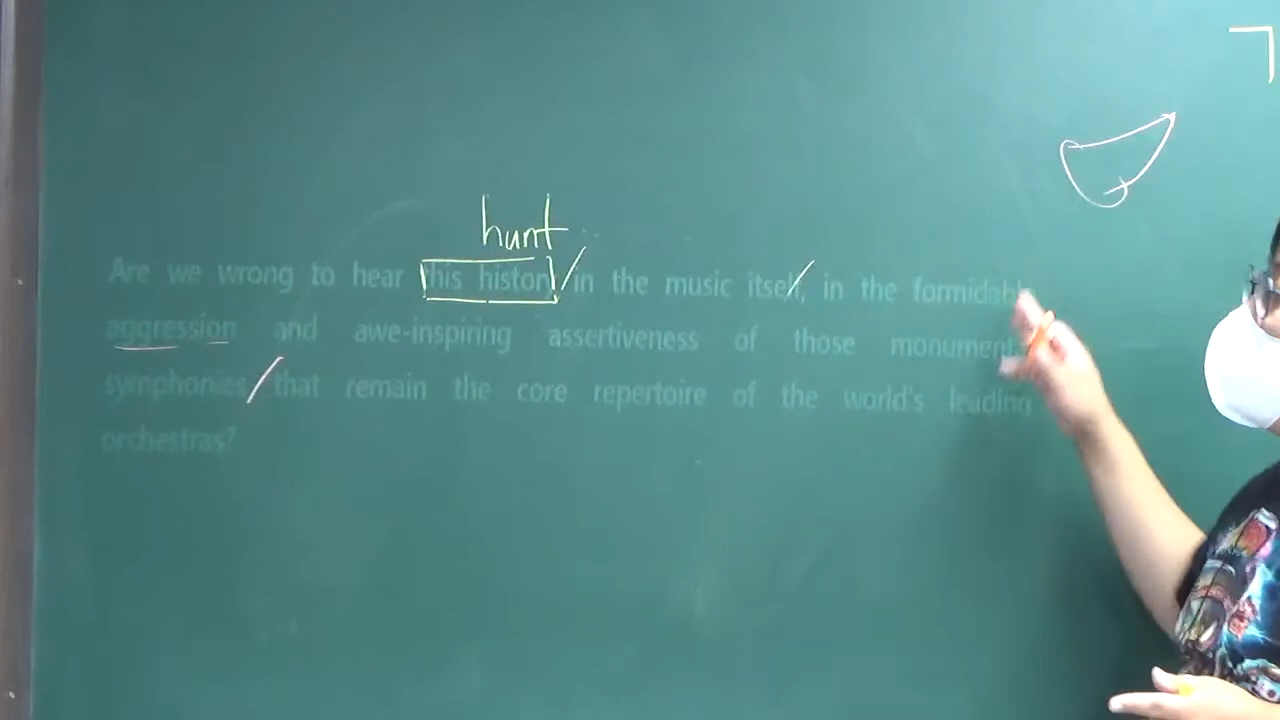 hunt
Are we wrong to hear this history in the music itself, in the formidable
aggression and awe-inspiring assertiveness of those monumental
symphonies that remain the core repertoire of the world's leading
orchestras?